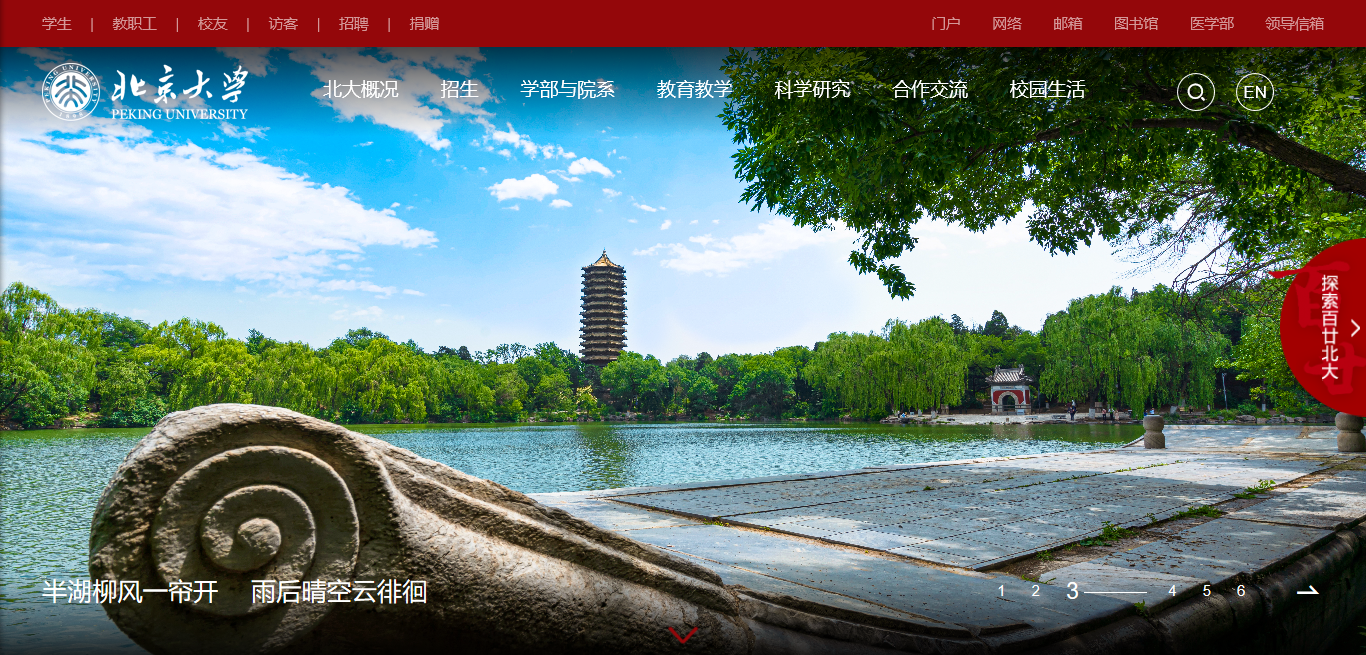 学生 | 教职工 | 校友 | 访客 | 招聘 | 捐赠 门户 网络 邮箱 图书馆 医学部 领导信箱
北京大学
PEKING UNIVERSITY
北大概况 招生 学部与院系 教育教学 科学研究 合作交流 校园生活 EN
探索百廿北大
半湖柳风一帘开 雨后晴空云徘徊
1 2 3 4 5 6